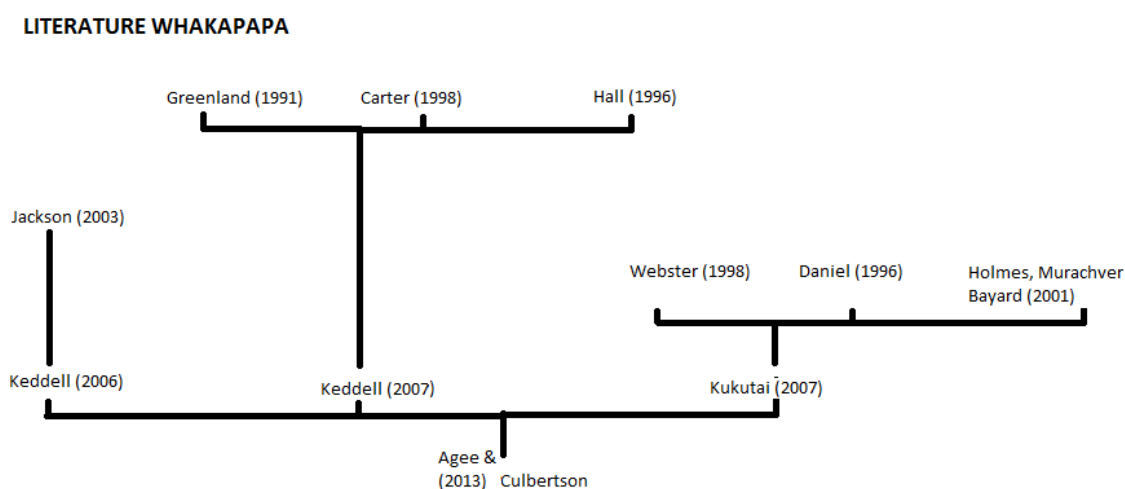 LITERATURE WHAKAPAPA
Greenland (1991)
Carter (1998)
Hall (1996)
Jackson (2003)
Webster (1998)
Daniel (1996)
Holmes, Murachver
Bayard (2001)
Keddell (2006)
Keddell (2007)
Kukutai (2007)
Agee &
(2013) Culbertson